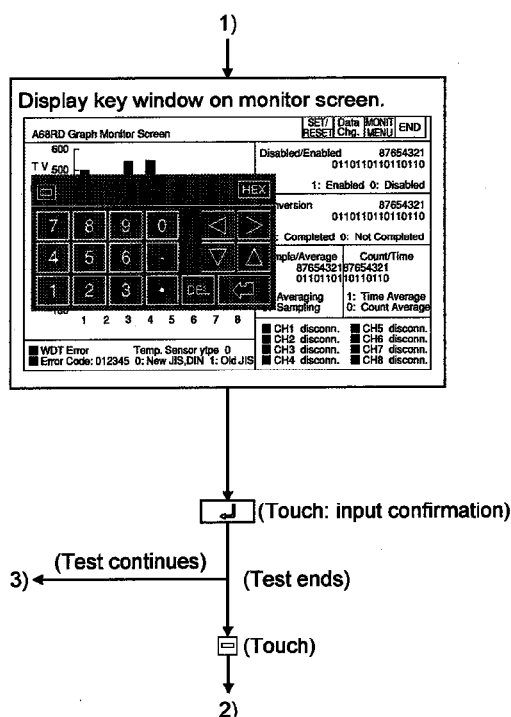 1)
Display key window on monitor screen.
A68RD Graph Monitor Screen
SET/ RESET
Data Chg.
MONIT MENU
END
600
T V 500
Disabled/Enabled 87654321
0110110110110110
1: Enabled 0: Disabled
HEX
version 87654321
0110110110110110
Completed 0: Not Completed
7 8 9 0
4 5 6 -
1 2 3 . DEL
mple/Average Count/Time
87654321 87654321
01101101 10110110
Averaging 1: Time Average
Sampling 0: Count Average
1 2 3 4 5 6 7 8
CH1 disconn. CH5 disconn.
CH2 disconn. CH6 disconn.
CH3 disconn. CH7 disconn.
CH4 disconn. CH8 disconn.
WDT Error Temp. Sensor ytpe 0
Error Code: 012345 0: New JIS,DIN 1: Old JIS
(Touch: input confirmation)
(Test continues)
3)
(Test ends)
(Touch)
2)